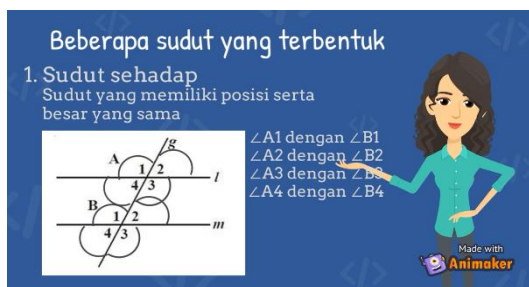 Beberapa sudut yang terbentuk
1. Sudut sehadap
Sudut yang memiliki posisi serta
besar yang sama
∠A1 dengan ∠B1
∠A2 dengan ∠B2
∠A3 dengan ∠B3
∠A4 dengan ∠B4
g
A 1 2
4 3 l
B 1 2
4 3 m
Made with
Animaker